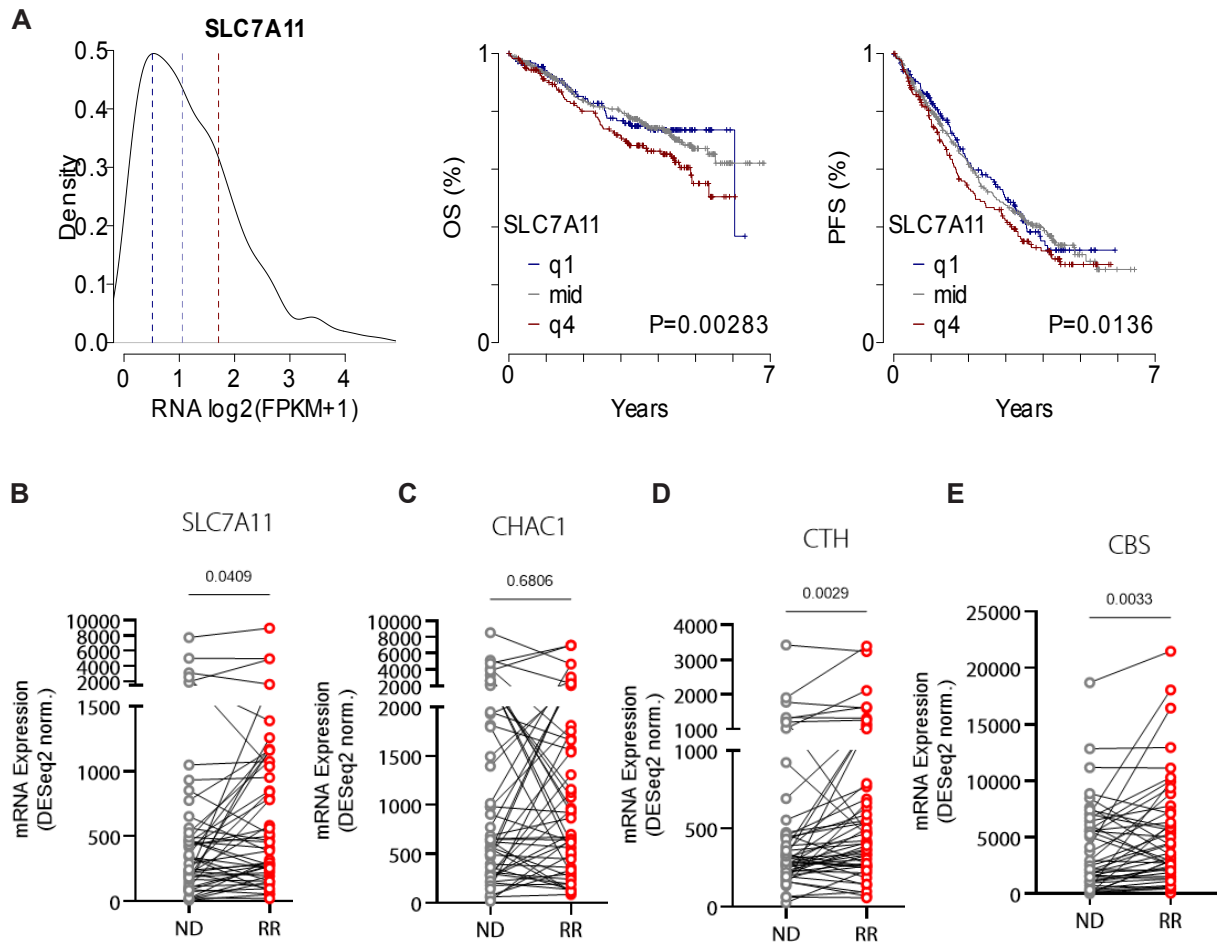 A
SLC7A11
Density
0.5
0.4
0.3
0.2
0.1
0.0
0 1 2 3 4
RNA log2(FPKM+1)
OS (%)
1
0
SLC7A11
q1
mid
q4
P=0.00283
0 7
Years
PFS (%)
1
0
SLC7A11
q1
mid
q4
P=0.0136
0 7
Years
B
SLC7A11
0.0409
mRNA Expression
(DESeq2 norm.)
10000
8000
6000
4000
2000
1500
1000
500
0
ND RR
C
CHAC1
0.6806
mRNA Expression
(DESeq2 norm.)
10000
8000
6000
4000
2000
2000
1500
1000
500
0
ND RR
D
CTH
0.0029
mRNA Expression
(DESeq2 norm.)
4000
3000
2000
1000
1000
500
0
ND RR
E
CBS
0.0033
mRNA Expression
(DESeq2 norm.)
25000
20000
15000
10000
5000
0
ND RR